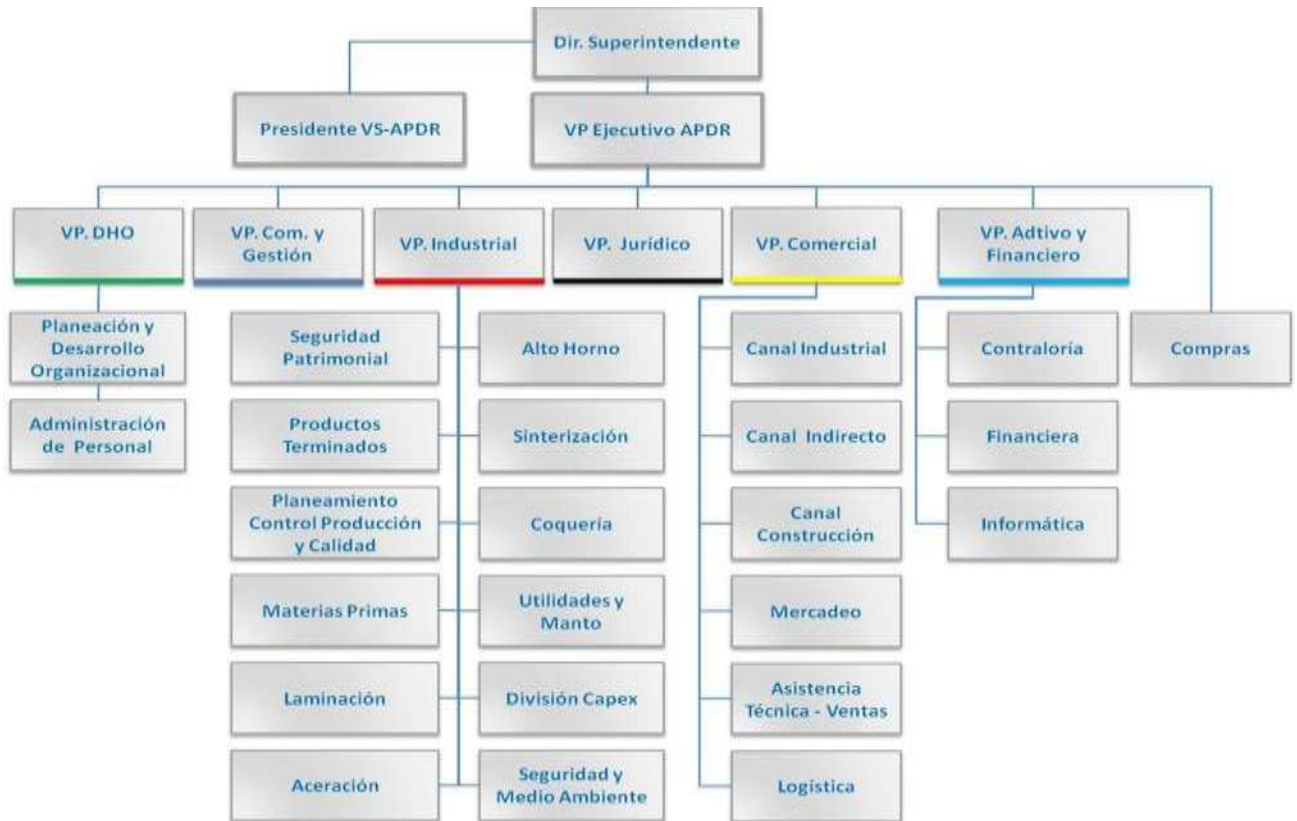 Dir. Superintendente
Presidente VS-APDR
VP Ejecutivo APDR
VP. DHO
VP. Com. y
Gestión
VP. Industrial
VP. Jurídico
VP. Comercial
VP. Adtivo y
Financiero
Planeación y
Desarrollo
Organizacional
Administración
de Personal
Seguridad
Patrimonial
Productos
Terminados
Planeamiento
Control Producción
y Calidad
Materias Primas
Laminación
Aceración
Alto Horno
Sinterización
Coquería
Utilidades y
Manto
División Capex
Seguridad y
Medio Ambiente
Canal Industrial
Canal Indirecto
Canal
Construcción
Mercadeo
Asistencia
Técnica - Ventas
Logística
Contraloría
Financiera
Informática
Compras